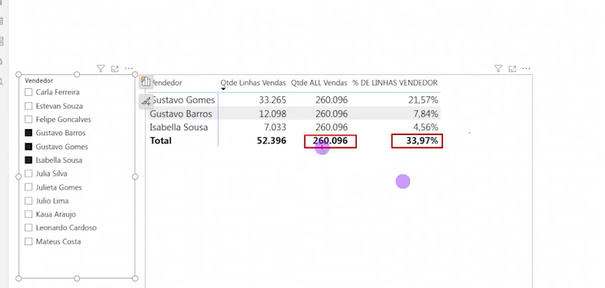 Vendedor
Carla Ferreira
Estevan Souza
Felipe Goncalves
Gustavo Barros
Gustavo Gomes
Isabella Sousa
Julia Silva
Julieta Gomes
Julio Lima
Kaua Araujo
Leonardo Cardoso
Mateus Costa
Vendedor Qtde Linhas Vendas Qtde ALL Vendas % DE LINHAS VENDEDOR
Gustavo Gomes 33.265 260.096 21,57%
Gustavo Barros 12.098 260.096 7,84%
Isabella Sousa 7.033 260.096 4,56%
Total 52.396 260.096 33,97%